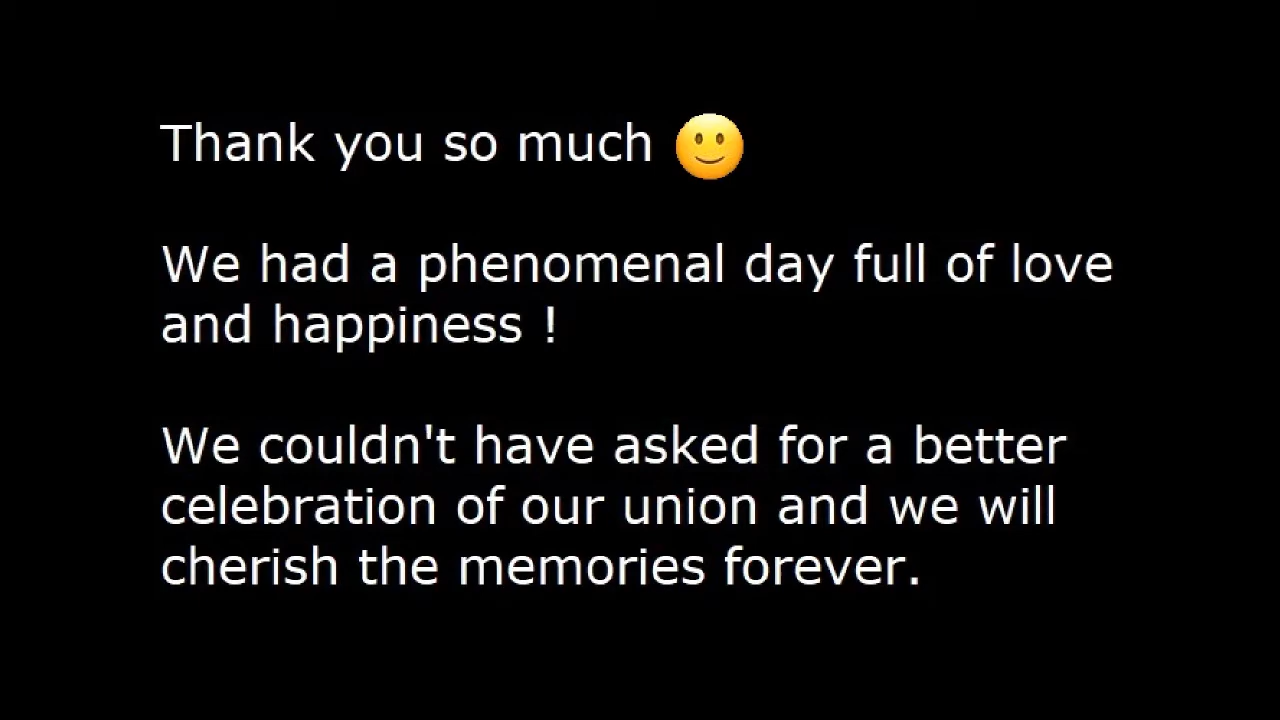 Thank you so much 🙂
We had a phenomenal day full of love
and happiness !
We couldn't have asked for a better
celebration of our union and we will
cherish the memories forever.